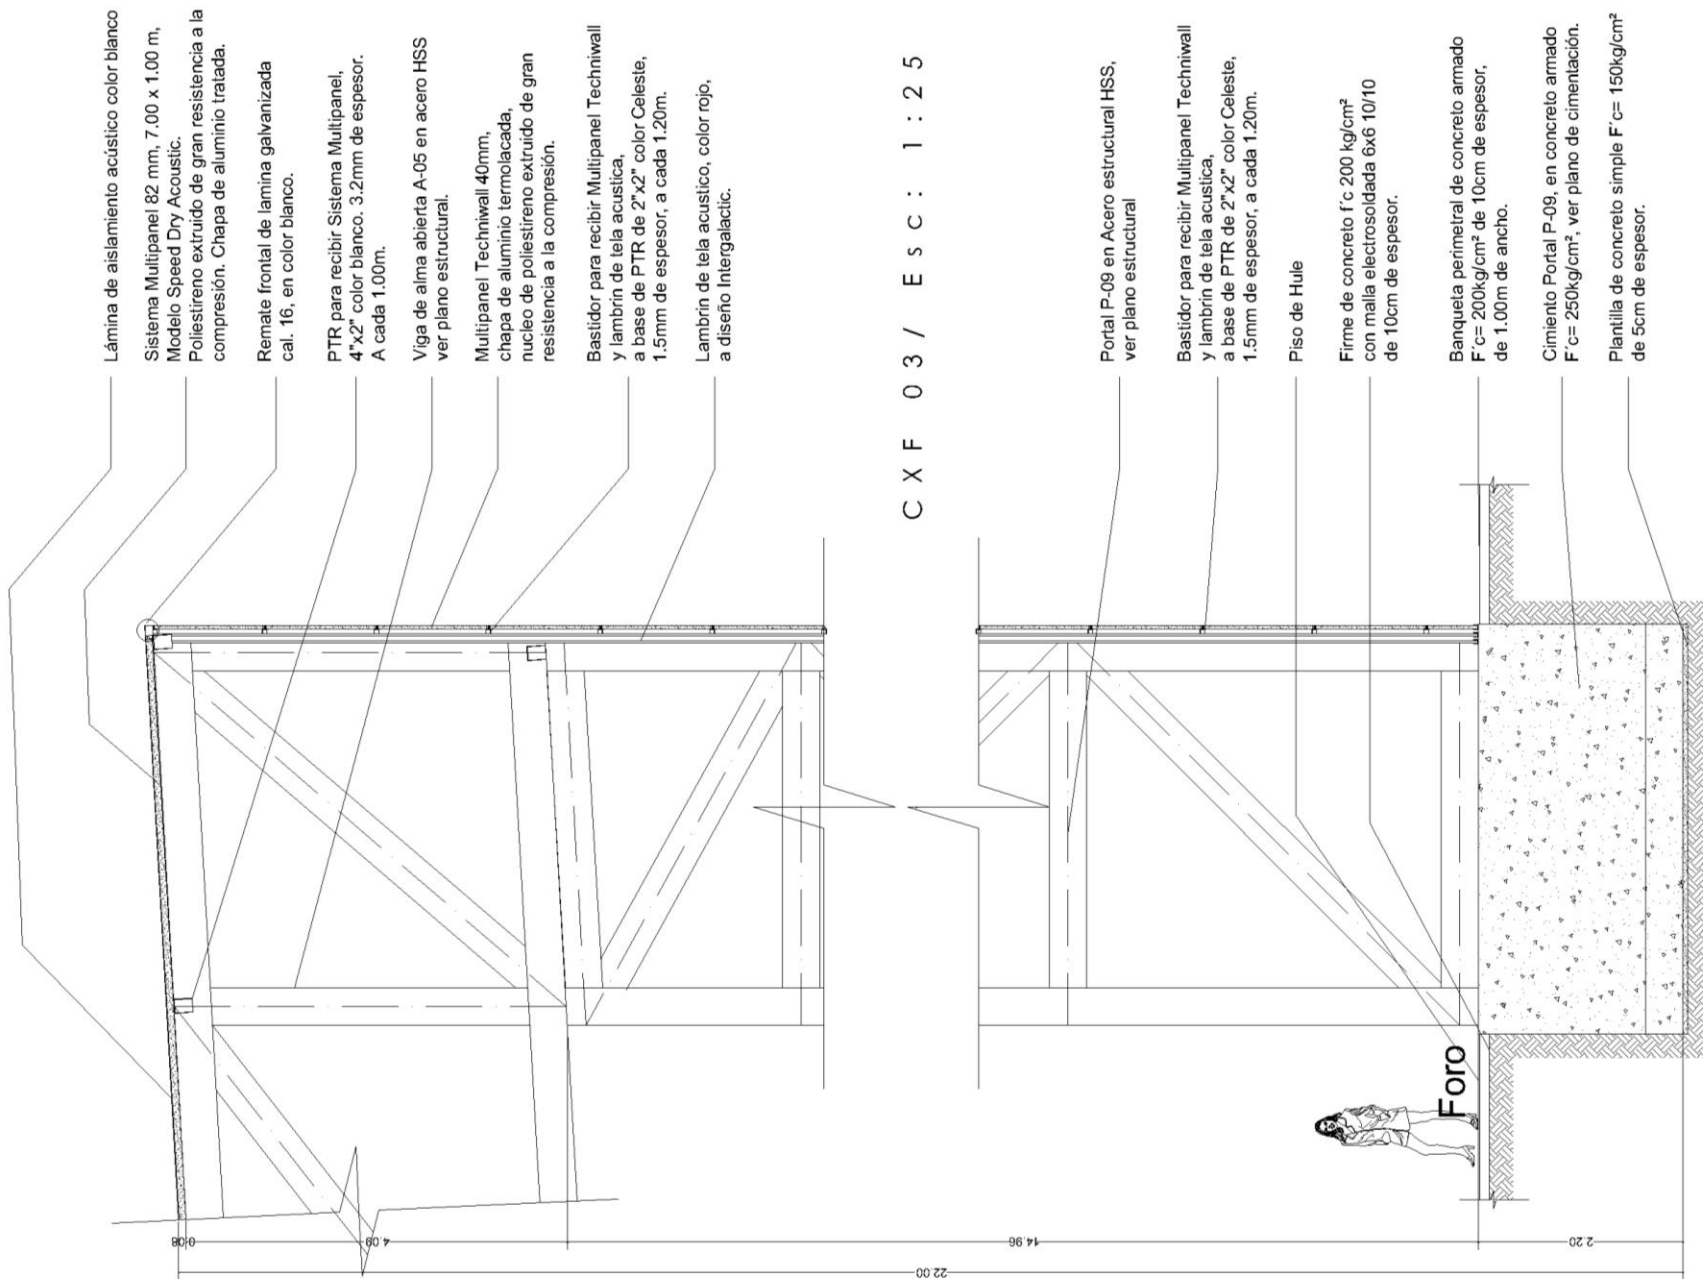 Lámina de aislamiento acústico color blanco
Sistema Multipanel 82 mm, 7.00 x 1.00 m,
Modelo Speed Dry Acoustic.
Poliestireno extruido de gran resistencia a la
compresión. Chapa de aluminio tratada.
Remate frontal de lamina galvanizada
cal. 16, en color blanco.
PTR para recibir Sistema Multipanel,
4"x2" color blanco. 3.2mm de espesor.
A cada 1.00m.
Viga de alma abierta A-05 en acero HSS
ver plano estructural.
Multipanel Techniwall 40mm,
chapa de aluminio termolacada,
nucleo de poliestireno extruido de gran
resistencia a la compresión.
Bastidor para recibir Multipanel Techniwall
y lambrin de tela acustica,
a base de PTR de 2"x2" color Celeste,
1.5mm de espesor, a cada 1.20m.
Lambrin de tela acustico, color rojo,
a diseño Intergalactic.
CXF 03/ Esc: 1:25
Portal P-09 en Acero estructural HSS,
ver plano estructural
Bastidor para recibir Multipanel Techniwall
y lambrin de tela acustica,
a base de PTR de 2"x2" color Celeste,
1.5mm de espesor, a cada 1.20m.
Piso de Hule
Firme de concreto f'c 200 kg/cm²
con malla electrosoldada 6x6 10/10
de 10cm de espesor.
Banqueta perimetral de concreto armado
F'c= 200kg/cm² de 10cm de espesor,
de 1.00m de ancho.
Cimiento Portal P-09, en concreto armado
F'c= 250kg/cm², ver plano de cimentación.
Plantilla de concreto simple F'c= 150kg/cm²
de 5cm de espesor.
Foro
0.08
4.09
14.96
2.20
22.00